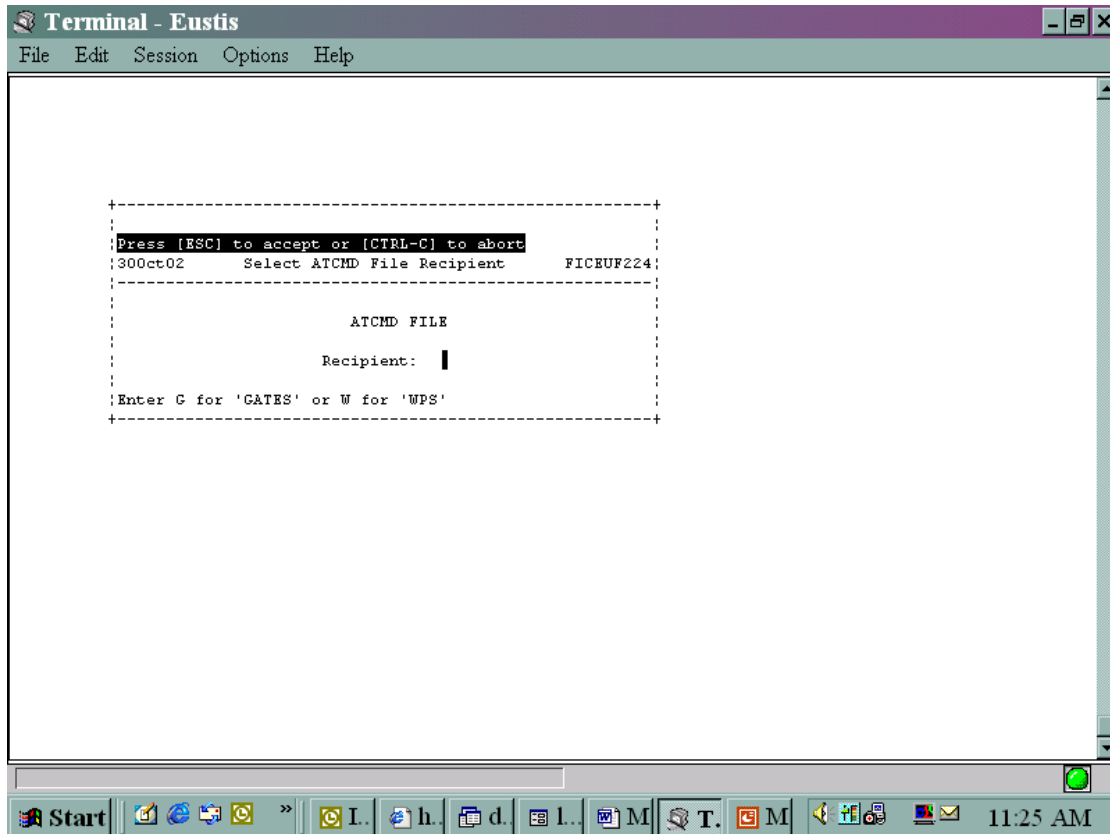 Terminal - Eustis
File Edit Session Options Help
Press [ESC] to accept or [CTRL-C] to abort
30Oct02 Select ATCMD File Recipient FICEUF224
ATCMD FILE
Recipient:
Enter G for 'GATES' or W for 'WPS'
Start » I.. h.. d.. l... M T. M 11:25 AM